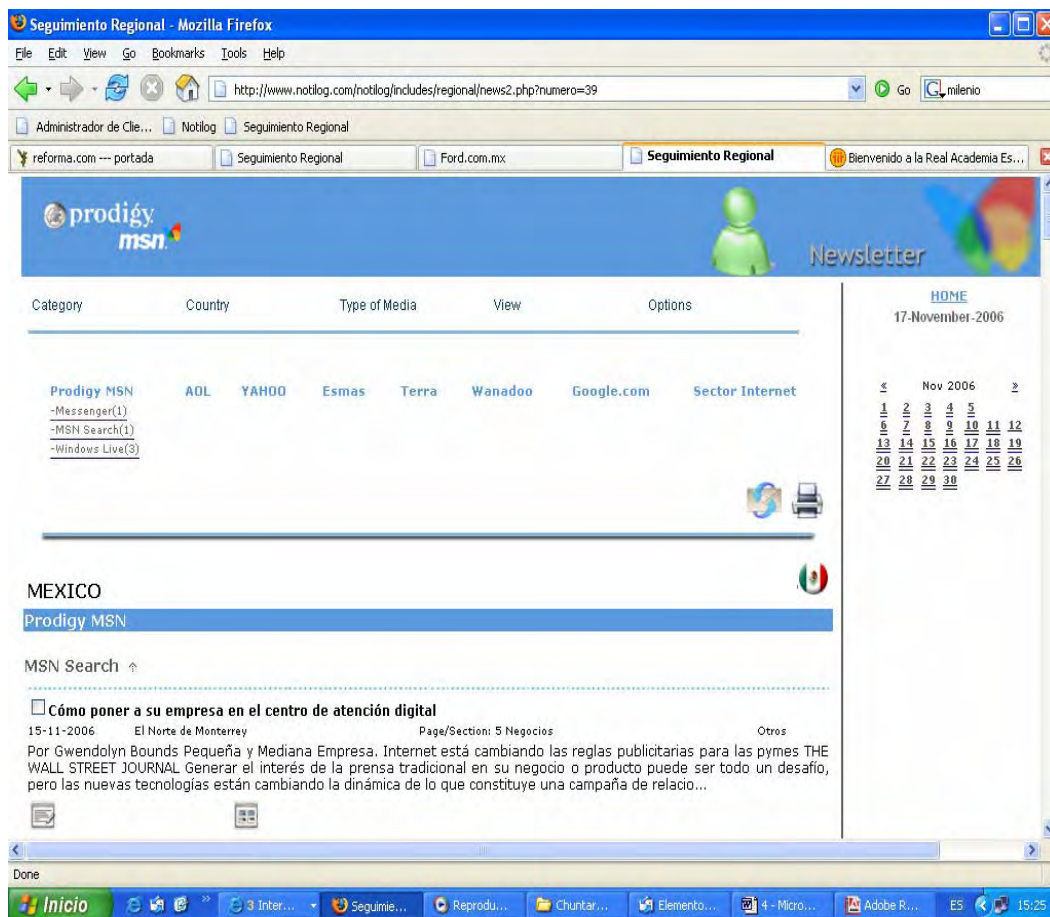 Seguimiento Regional - Mozilla Firefox
File Edit View Go Bookmarks Tools Help
http://www.notilog.com/notilog/includes/regional/news2.php?numero=39 Go G milenio
Administrador de Clie... Notilog Seguimiento Regional
reforma.com --- portada Seguimiento Regional Ford.com.mx Seguimiento Regional Bienvenido a la Real Academia Es...
prodigy
msn
Newsletter
Category Country Type of Media View Options
HOME
17-November-2006
Prodigy MSN AOL YAHOO Esmas Terra Wanadoo Google.com Sector Internet
-Messenger(1)
-MSN Search(1)
-Windows Live(3)
« Nov 2006 »
1 2 3 4 5
6 7 8 9 10 11 12
13 14 15 16 17 18 19
20 21 22 23 24 25 26
27 28 29 30
MEXICO
Prodigy MSN
MSN Search
Cómo poner a su empresa en el centro de atención digital
15-11-2006 El Norte de Monterrey Page/Section: 5 Negocios Otros
Por Gwendolyn Bounds Pequeña y Mediana Empresa. Internet está cambiando las reglas publicitarias para las pymes THE
WALL STREET JOURNAL Generar el interés de la prensa tradicional en su negocio o producto puede ser todo un desafío,
pero las nuevas tecnologías están cambiando la dinámica de lo que constituye una campaña de relacio...
Done
Inicio 3 Inter... Seguimie... Reprodu... Chuntar... Elemento... 4 - Micro... Adobe R... ES 15:25